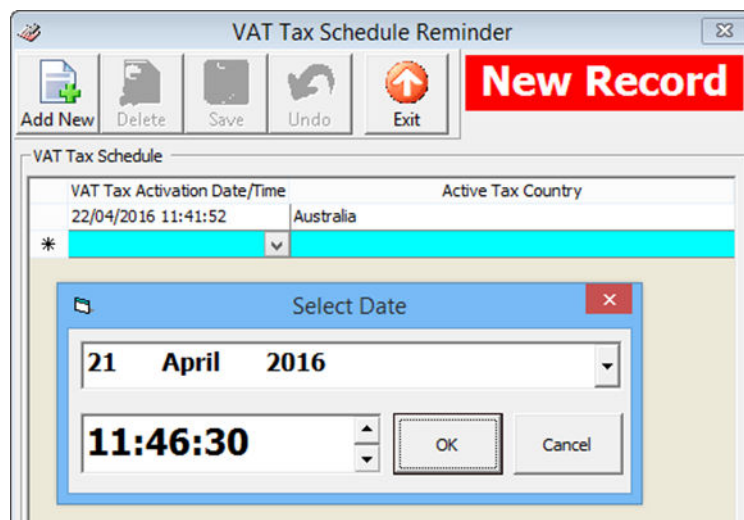 VAT Tax Schedule Reminder
Add New Delete Save Undo Exit
New Record
VAT Tax Schedule
VAT Tax Activation Date/Time Active Tax Country
22/04/2016 11:41:52 Australia
Select Date
21 April 2016
11:46:30 OK Cancel